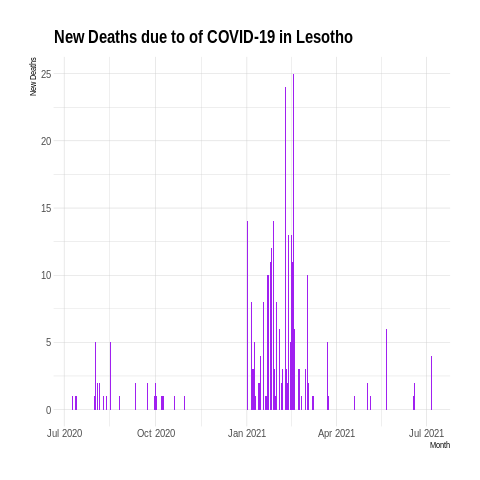 New Deaths due to of COVID-19 in Lesotho
New Deaths
25
20
15
10
5
0
Jul 2020 Oct 2020 Jan 2021 Apr 2021 Jul 2021
Month